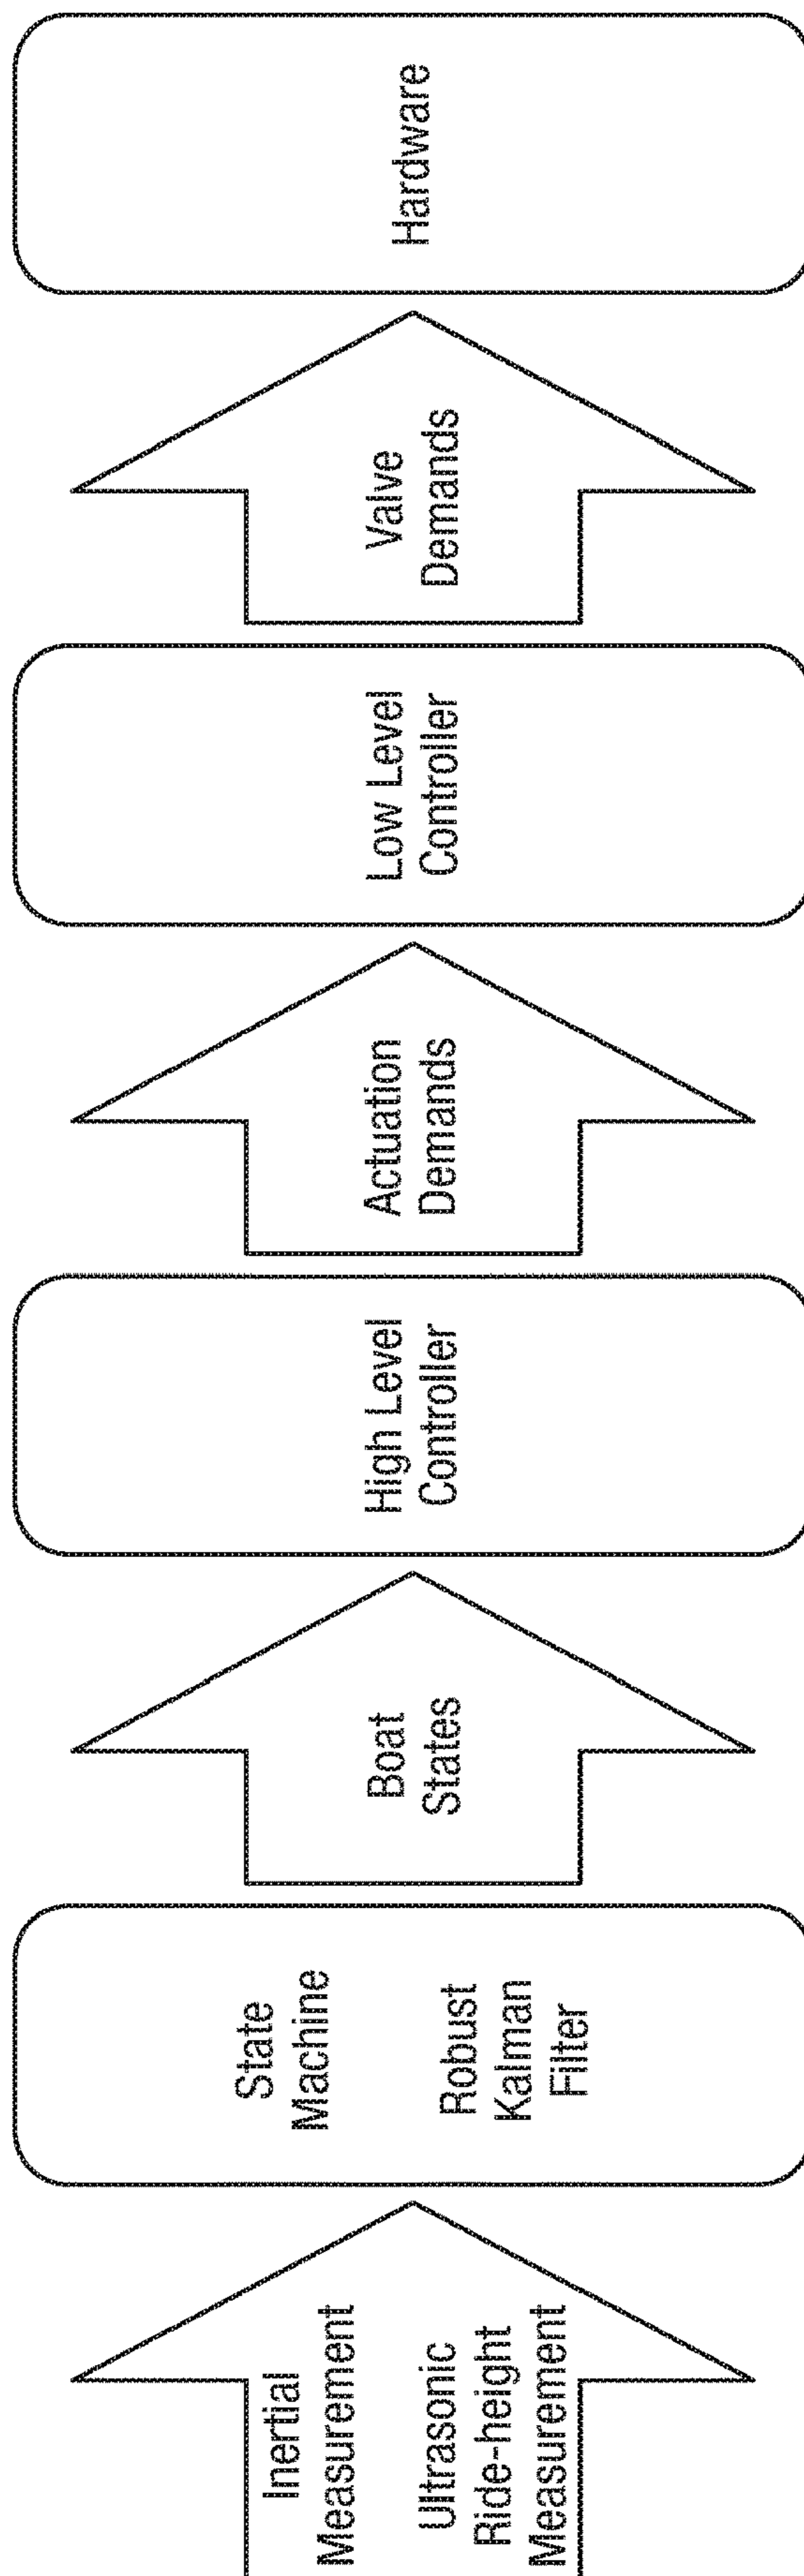 Inertial
Measurement
Ultrasonic
Ride-height
Measurement
State
Machine
Robust
Kalman
Filter
Boat
States
High Level
Controller
Actuation
Demands
Low Level
Controller
Valve
Demands
Hardware